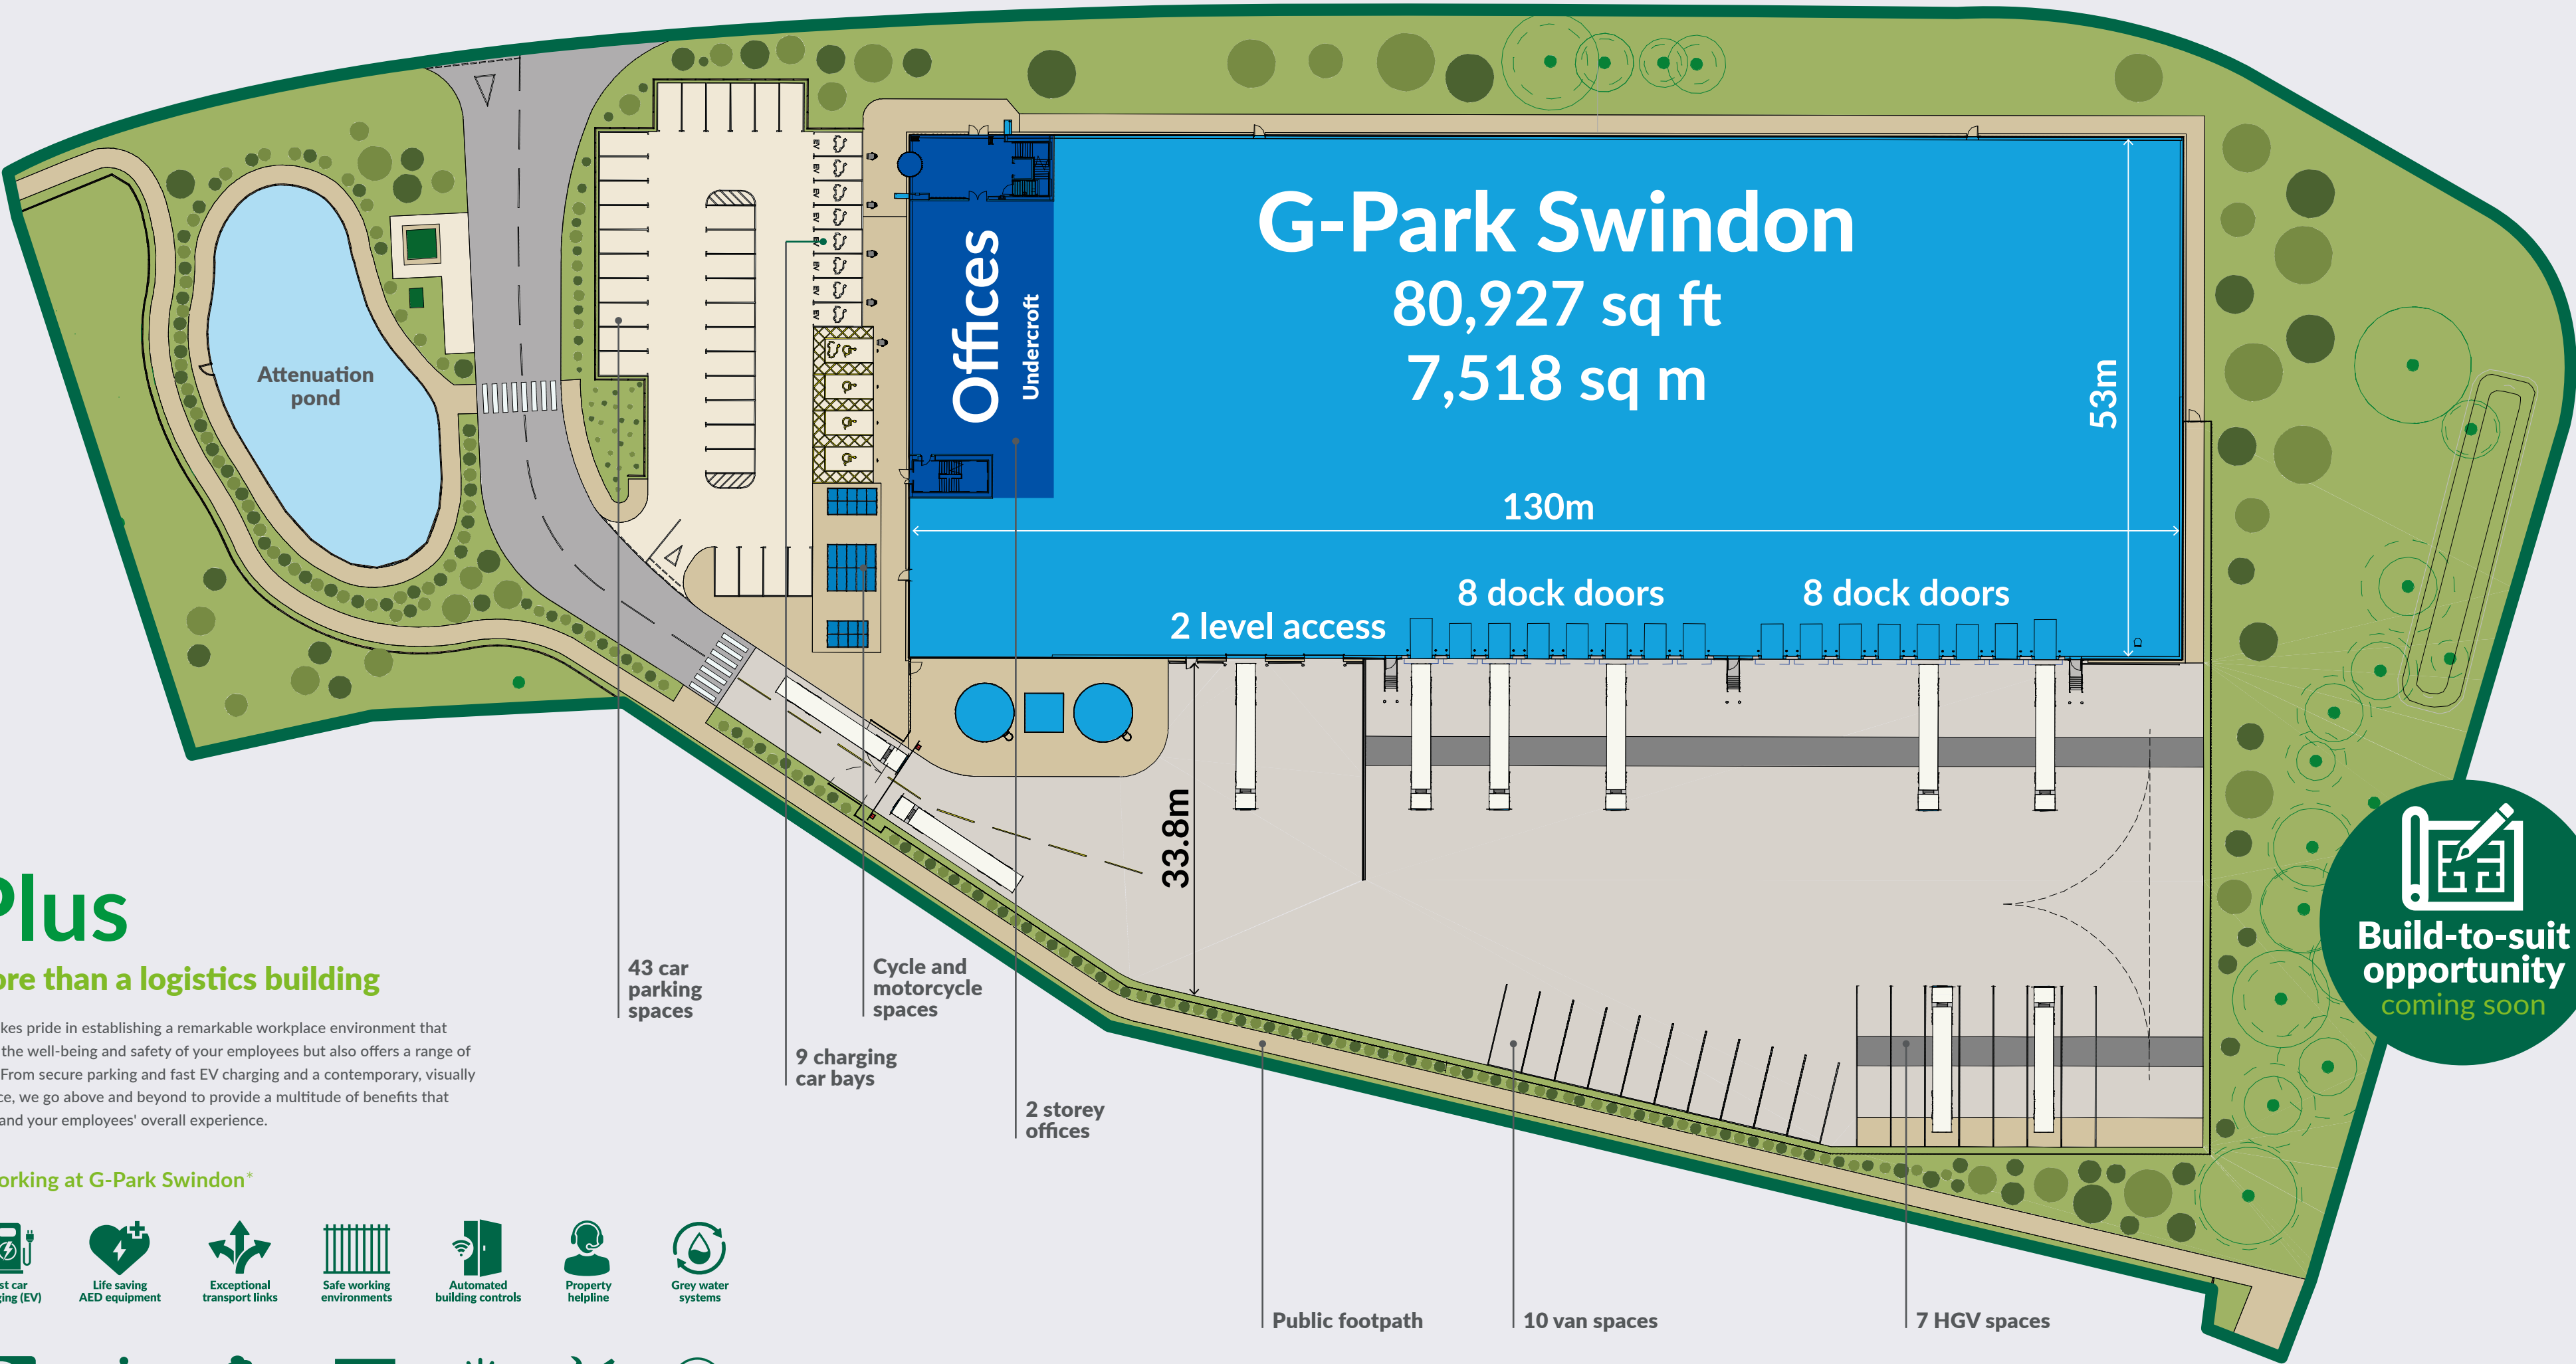 G-Park Swindon
80,927 sq ft
7,518 sq m
Offices
Undercroft
53m
130m
8 dock doors
8 dock doors
2 level access
Attenuation
pond
33.8m
43 car
parking
spaces
Cycle and
motorcycle
spaces
9 charging
car bays
2 storey
offices
Public footpath
10 van spaces
7 HGV spaces
Build-to-suit
opportunity
coming soon
Plus
ore than a logistics building
kes pride in establishing a remarkable workplace environment that
the well-being and safety of your employees but also offers a range of
From secure parking and fast EV charging and a contemporary, visually
ce, we go above and beyond to provide a multitude of benefits that
and your employees' overall experience.
orking at G-Park Swindon*
st car
ging (EV)
Life saving
AED equipment
Exceptional
transport links
Safe working
environments
Automated
building controls
Property
helpline
Grey water
systems